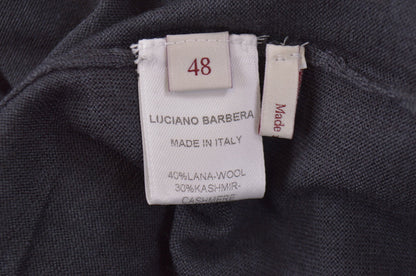 48
LUCIANO BARBERA
MADE IN ITALY
40%LANA-WOOL
30%KASHMIR-
CASHMERE
Made